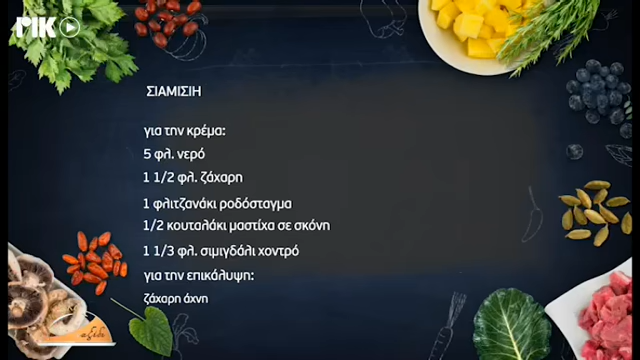 ΡΙΚ
ΣΙΑΜΙΣΙΗ
για την κρέμα:
5 φλ. νερό
1 1/2 φλ. ζάχαρη
1 φλιτζανάκι ροδόσταγμα
1/2 κουταλάκι μαστίχα σε σκόνη
1 1/3 φλ. σιμιγδάλι χοντρό
για την επικάλυψη:
ζάχαρη άχνη